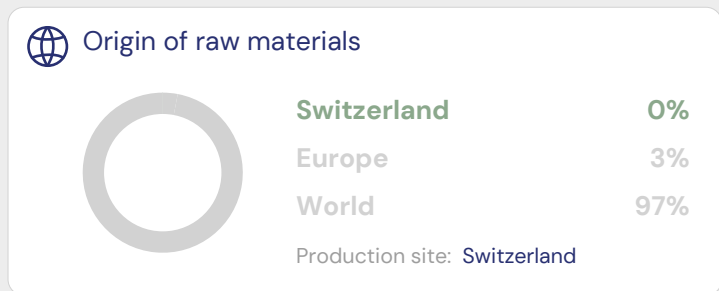 Origin of raw materials
Switzerland 0%
Europe 3%
World 97%
Production site: Switzerland